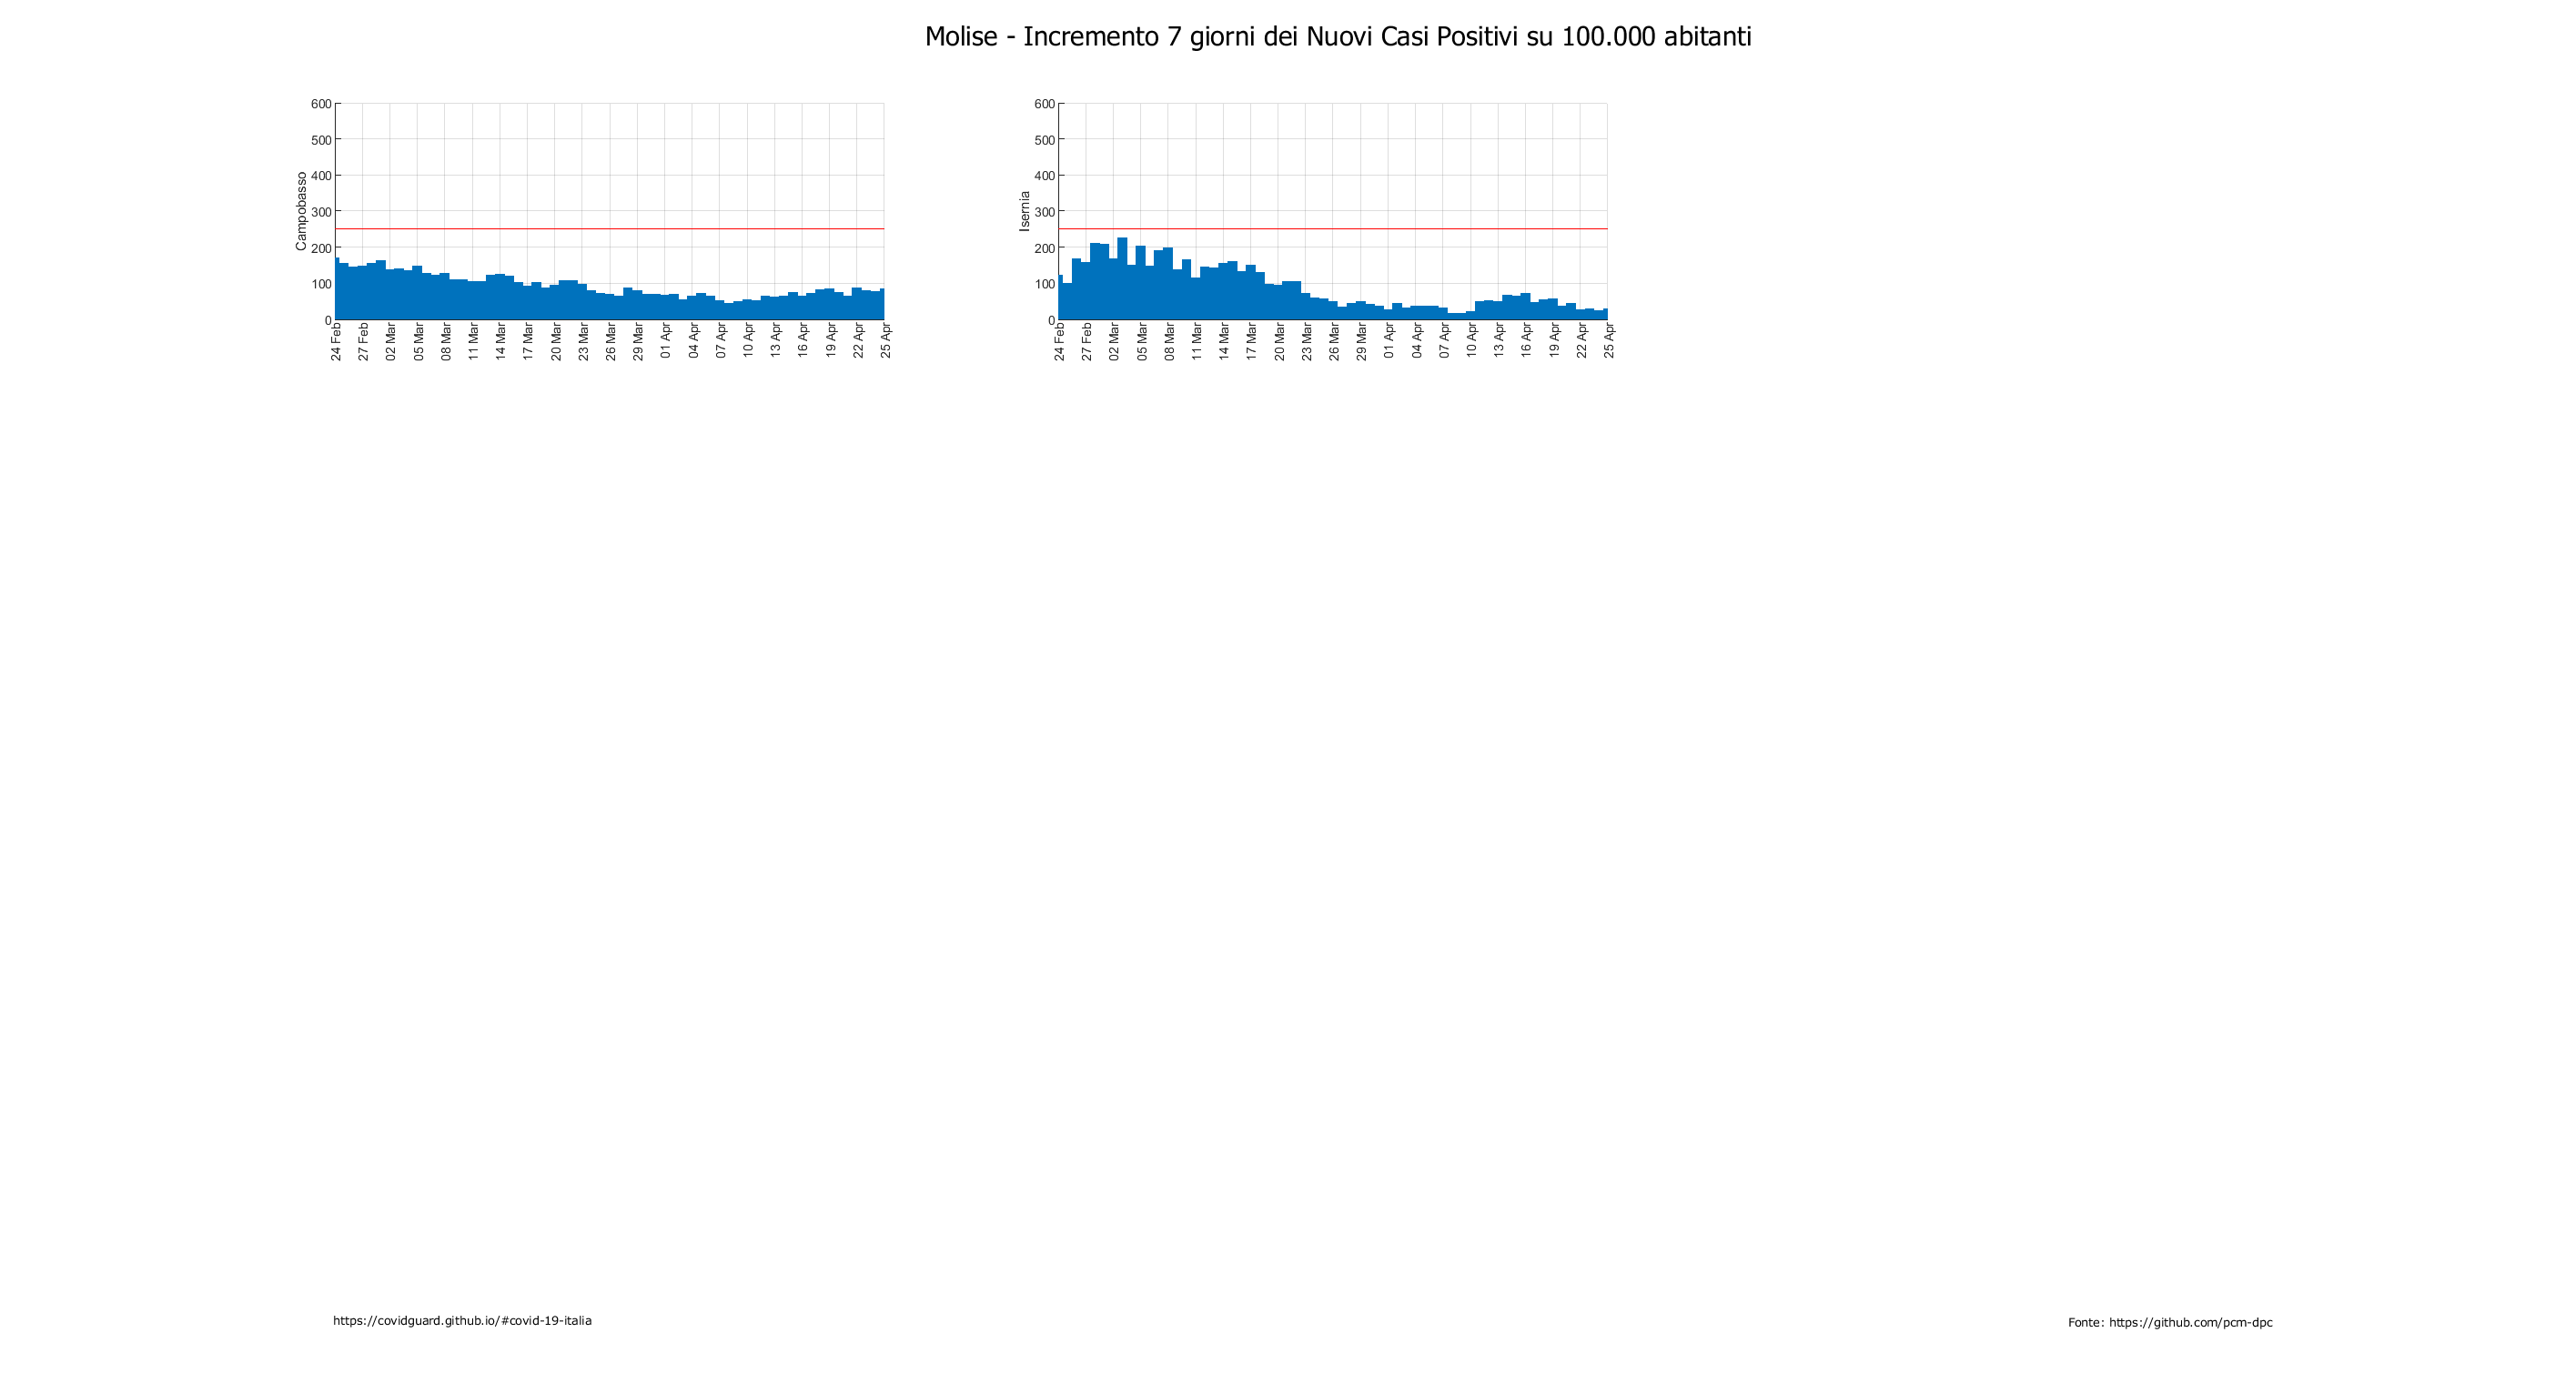 Molise - Incremento 7 giorni dei Nuovi Casi Positivi su 100.000 abitanti
Campobasso
600
500
400
300
200
100
0
24 Feb
27 Feb
02 Mar
05 Mar
08 Mar
11 Mar
14 Mar
17 Mar
20 Mar
23 Mar
26 Mar
29 Mar
01 Apr
04 Apr
07 Apr
10 Apr
13 Apr
16 Apr
19 Apr
22 Apr
25 Apr
Isernia
600
500
400
300
200
100
0
24 Feb
27 Feb
02 Mar
05 Mar
08 Mar
11 Mar
14 Mar
17 Mar
20 Mar
23 Mar
26 Mar
29 Mar
01 Apr
04 Apr
07 Apr
10 Apr
13 Apr
16 Apr
19 Apr
22 Apr
25 Apr
https://covidguard.github.io/#covid-19-italia
Fonte: https://github.com/pcm-dpc